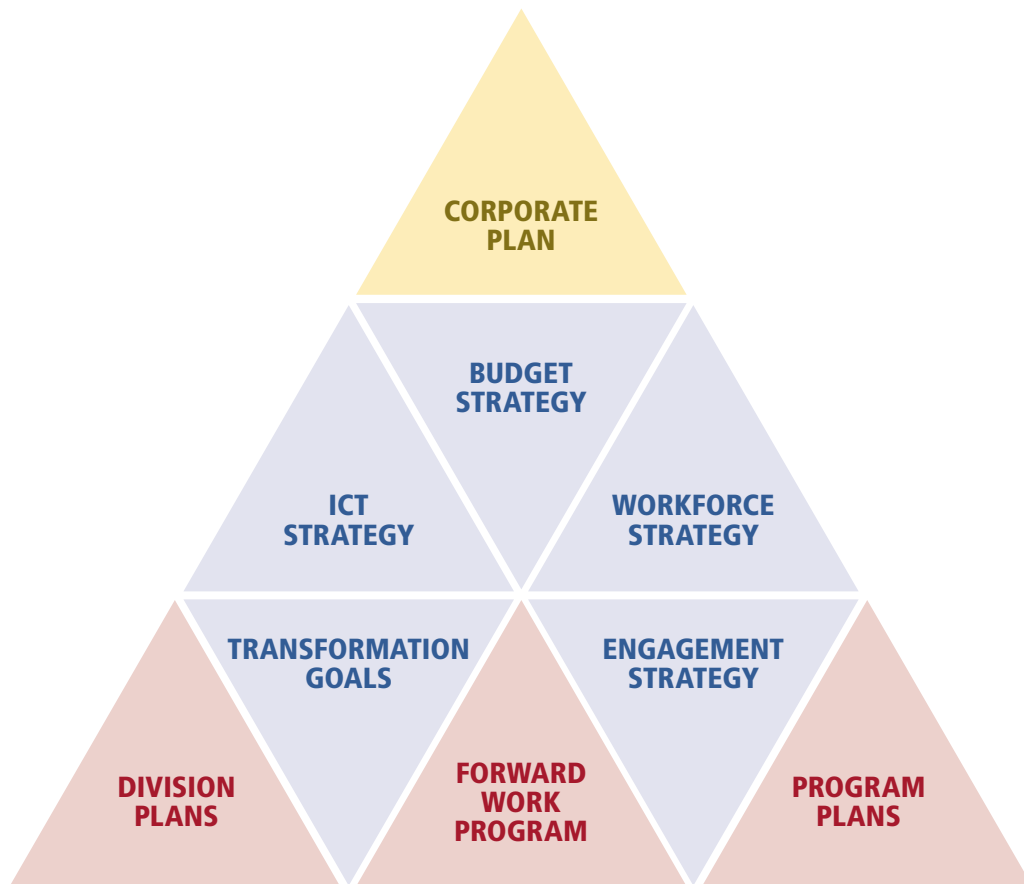 CORPORATE
PLAN
BUDGET
STRATEGY
ICT
STRATEGY
WORKFORCE
STRATEGY
TRANSFORMATION
GOALS
ENGAGEMENT
STRATEGY
DIVISION
PLANS
FORWARD
WORK
PROGRAM
PROGRAM
PLANS